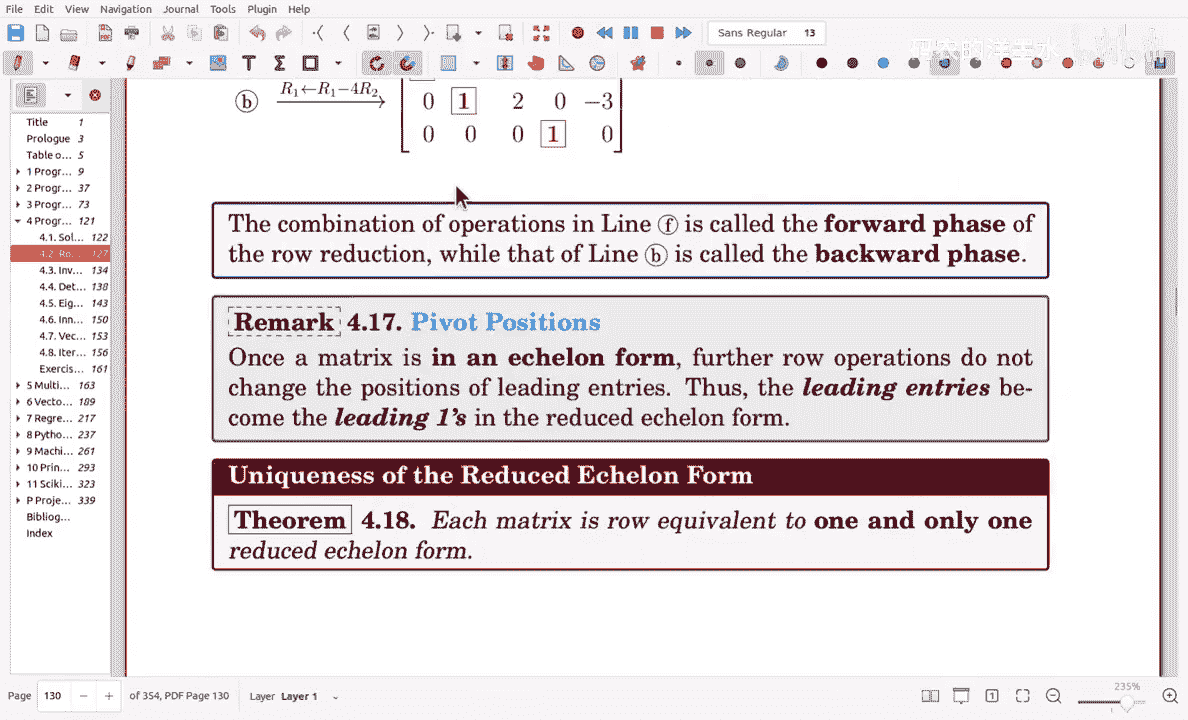 File Edit View Navigation Journal Tools Plugin Help
Sans Regular 13
Title 1
Prologue 3
Table o... 5
1 Progr... 9
2 Progr... 37
3 Progr... 73
4 Progr... 121
4.1. Sol... 122
4.2. Ro... 127
4.3. Inv... 134
4.4. Det... 138
4.5. Eig... 143
4.6. Inn... 150
4.7. Vec... 153
4.8. Iter... 156
Exercis... 161
5 Multi... 163
6 Vecto... 189
7 Regre... 217
8 Pytho... 237
9 Machi... 261
10 Prin... 293
11 Sciki... 323
P Proje... 339
Bibliog...
Index
ⓑ R₁←R₁−4R₂
0 1 2 0 −3
0 0 0 1 0
The combination of operations in Line ⓕ is called the forward phase of
the row reduction, while that of Line ⓑ is called the backward phase.
Remark 4.17. Pivot Positions
Once a matrix is in an echelon form, further row operations do not
change the positions of leading entries. Thus, the leading entries be-
come the leading 1's in the reduced echelon form.
Uniqueness of the Reduced Echelon Form
Theorem 4.18. Each matrix is row equivalent to one and only one
reduced echelon form.
Page 130 − + of 354, PDF Page 130 Layer Layer 1 235%